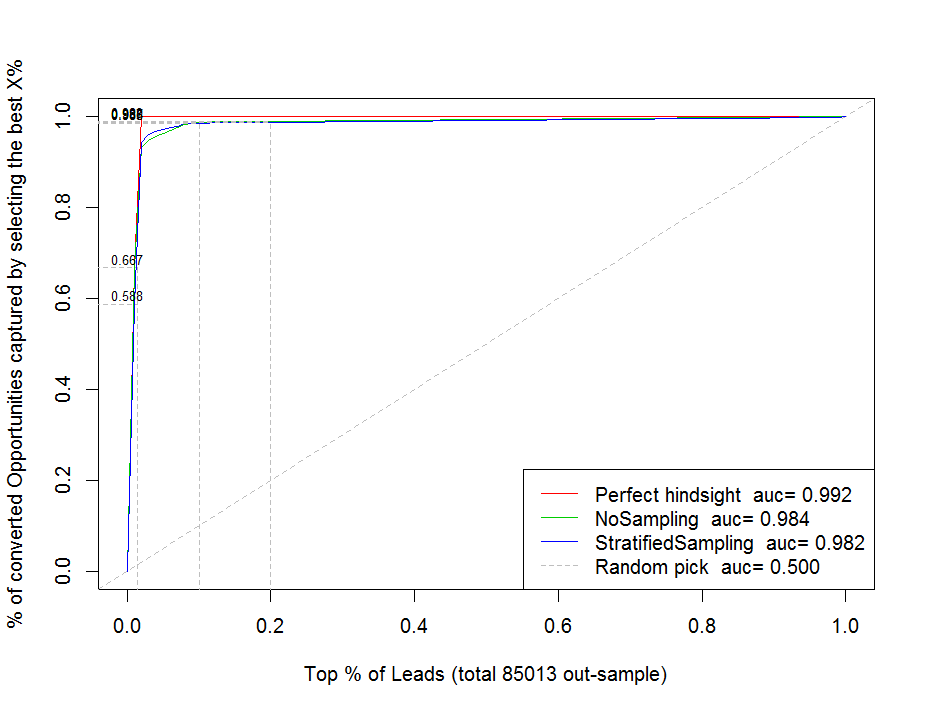 % of converted Opportunities captured by selecting the best X%
1.0
0.8
0.6
0.4
0.2
0.0
0.667
0.588
0.0 0.2 0.4 0.6 0.8 1.0
Top % of Leads (total 85013 out-sample)
Perfect hindsight auc= 0.992
NoSampling auc= 0.984
StratifiedSampling auc= 0.982
Random pick auc= 0.500